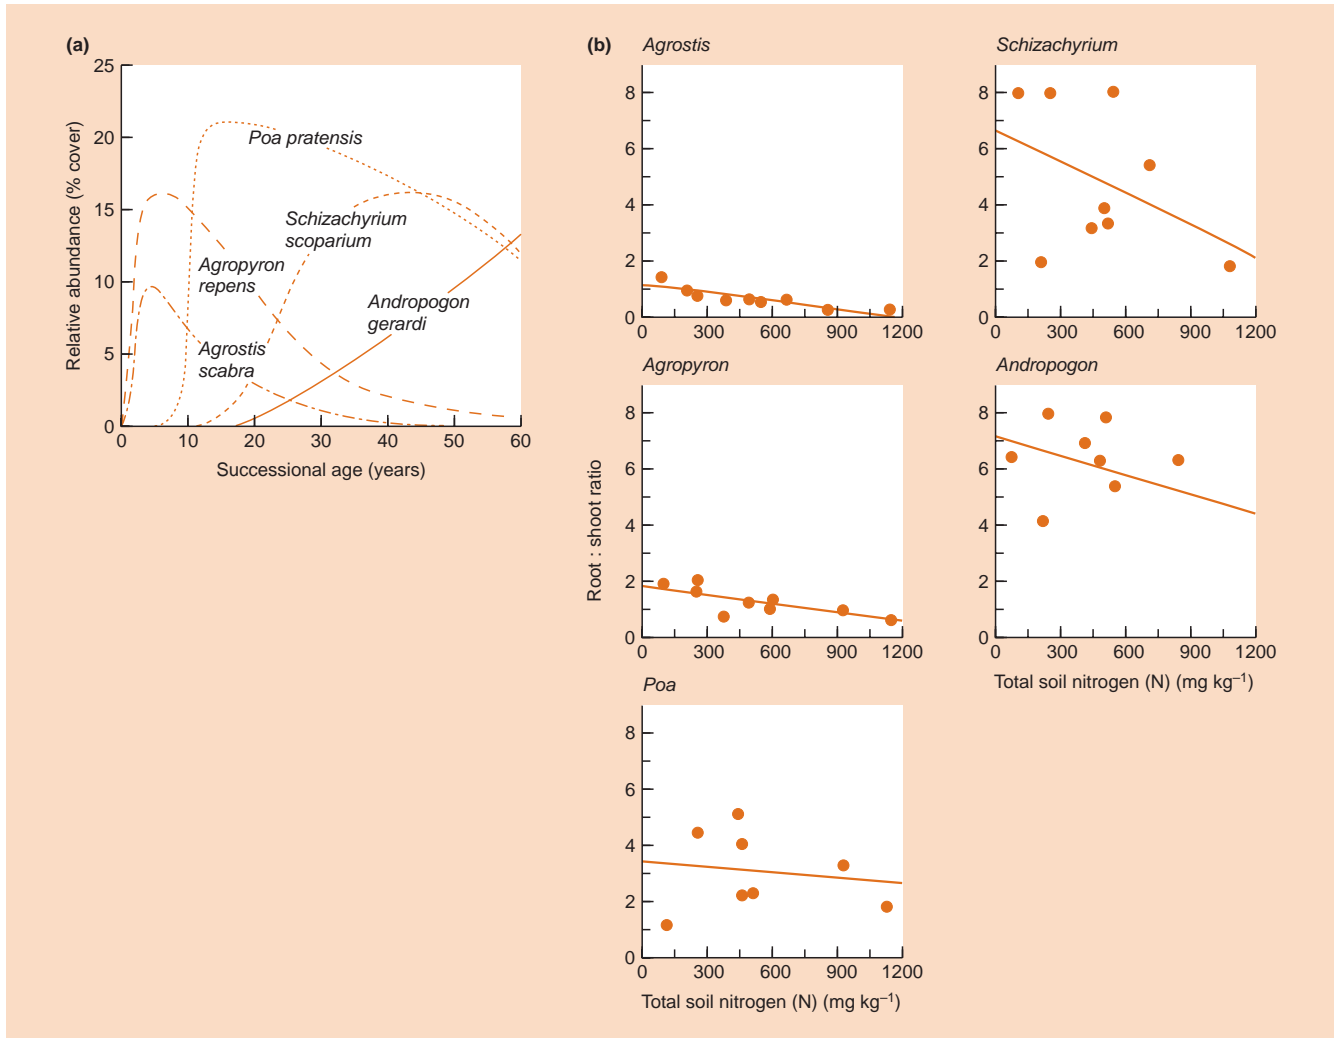 (a)
25
20
15
10
5
0
Relative abundance (% cover)
Poa pratensis
Schizachyrium
scoparium
Agropyron
repens
Andropogon
gerardi
Agrostis
scabra
0 10 20 30 40 50 60
Successional age (years)
(b)
Agrostis
8
6
4
2
0
0 300 600 900 1200
Schizachyrium
8
6
4
2
0
0 300 600 900 1200
Root : shoot ratio
Agropyron
8
6
4
2
0
0 300 600 900 1200
Andropogon
8
6
4
2
0
0 300 600 900 1200
Total soil nitrogen (N) (mg kg⁻¹)
Poa
8
6
4
2
0
0 300 600 900 1200
Total soil nitrogen (N) (mg kg⁻¹)